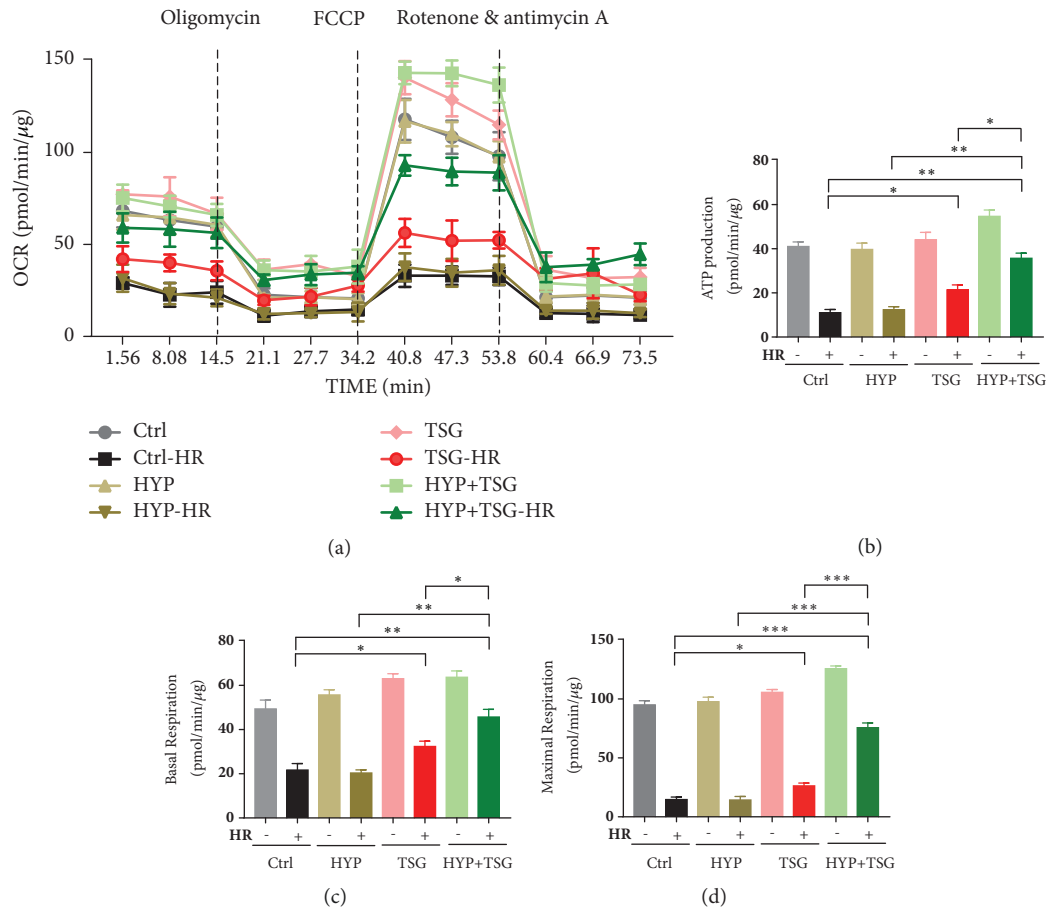 Oligomycin FCCP Rotenone & antimycin A
150
100
50
0
OCR (pmol/min/µg)
1.56 8.08 14.5 21.1 27.7 34.2 40.8 47.3 53.8 60.4 66.9 73.5
TIME (min)
Ctrl
Ctrl-HR
HYP
HYP-HR
TSG
TSG-HR
HYP+TSG
HYP+TSG-HR
(a)
*
**
**
*
80
60
40
20
0
ATP production
(pmol/min/µg)
HR - + - + - + - +
Ctrl HYP TSG HYP+TSG
(b)
*
**
**
*
80
60
40
20
0
Basal Respiration
(pmol/min/µg)
HR - + - + - + - +
Ctrl HYP TSG HYP+TSG
(c)
***
***
***
*
150
100
50
0
Maximal Respiration
(pmol/min/µg)
HR - + - + - + - +
Ctrl HYP TSG HYP+TSG
(d)